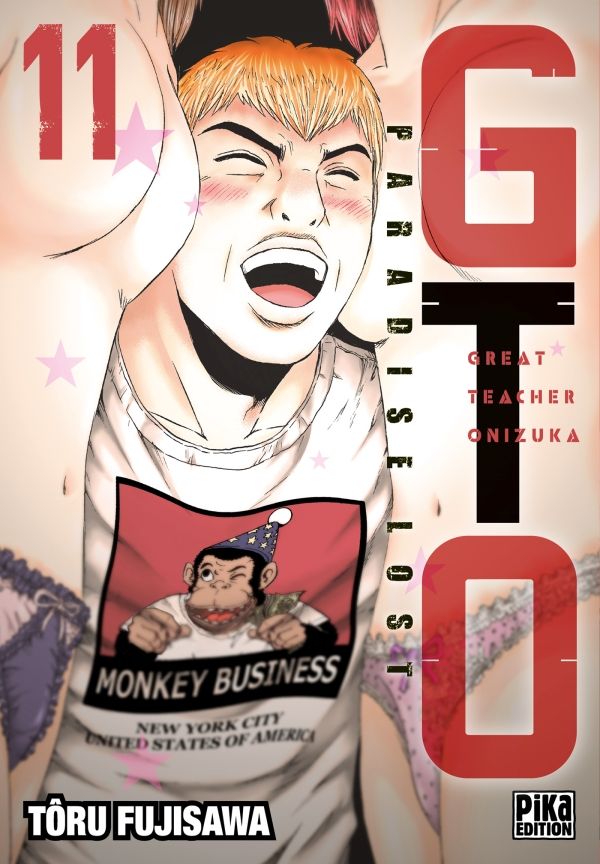 11
GTO
GREAT
TEACHER
ONIZUKA
PARADISE LOST
MONKEY BUSINESS
NEW YORK CITY
UNITED STATES OF AMERICA
TÔRU FUJISAWA
Pika
EDITION